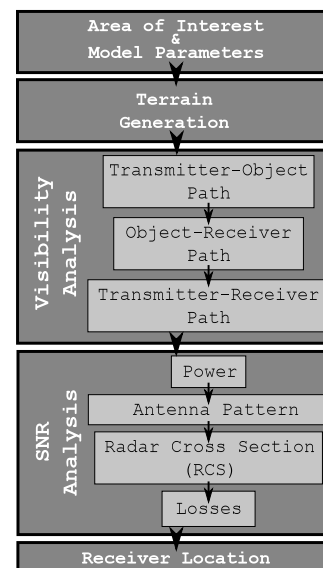 Area of Interest
&
Model Parameters
Terrain
Generation
Visibility
Analysis
Transmitter-Object
Path
Object-Receiver
Path
Transmitter-Receiver
Path
SNR
Analysis
Power
Antenna Pattern
Radar Cross Section
(RCS)
Losses
Receiver Location